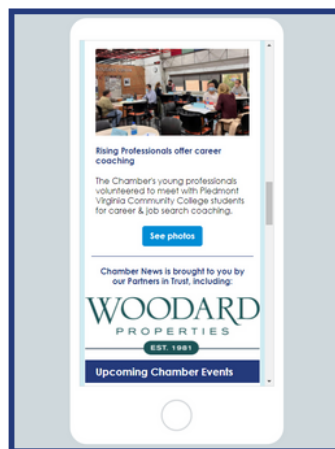 Rising Professionals offer career
coaching
The Chamber's young professionals
volunteered to meet with Piedmont
Virginia Community College students
for career & job search coaching.
See photos
Chamber News is brought to you by
our Partners in Trust, including:
WOODARD
PROPERTIES
EST. 1981
Upcoming Chamber Events